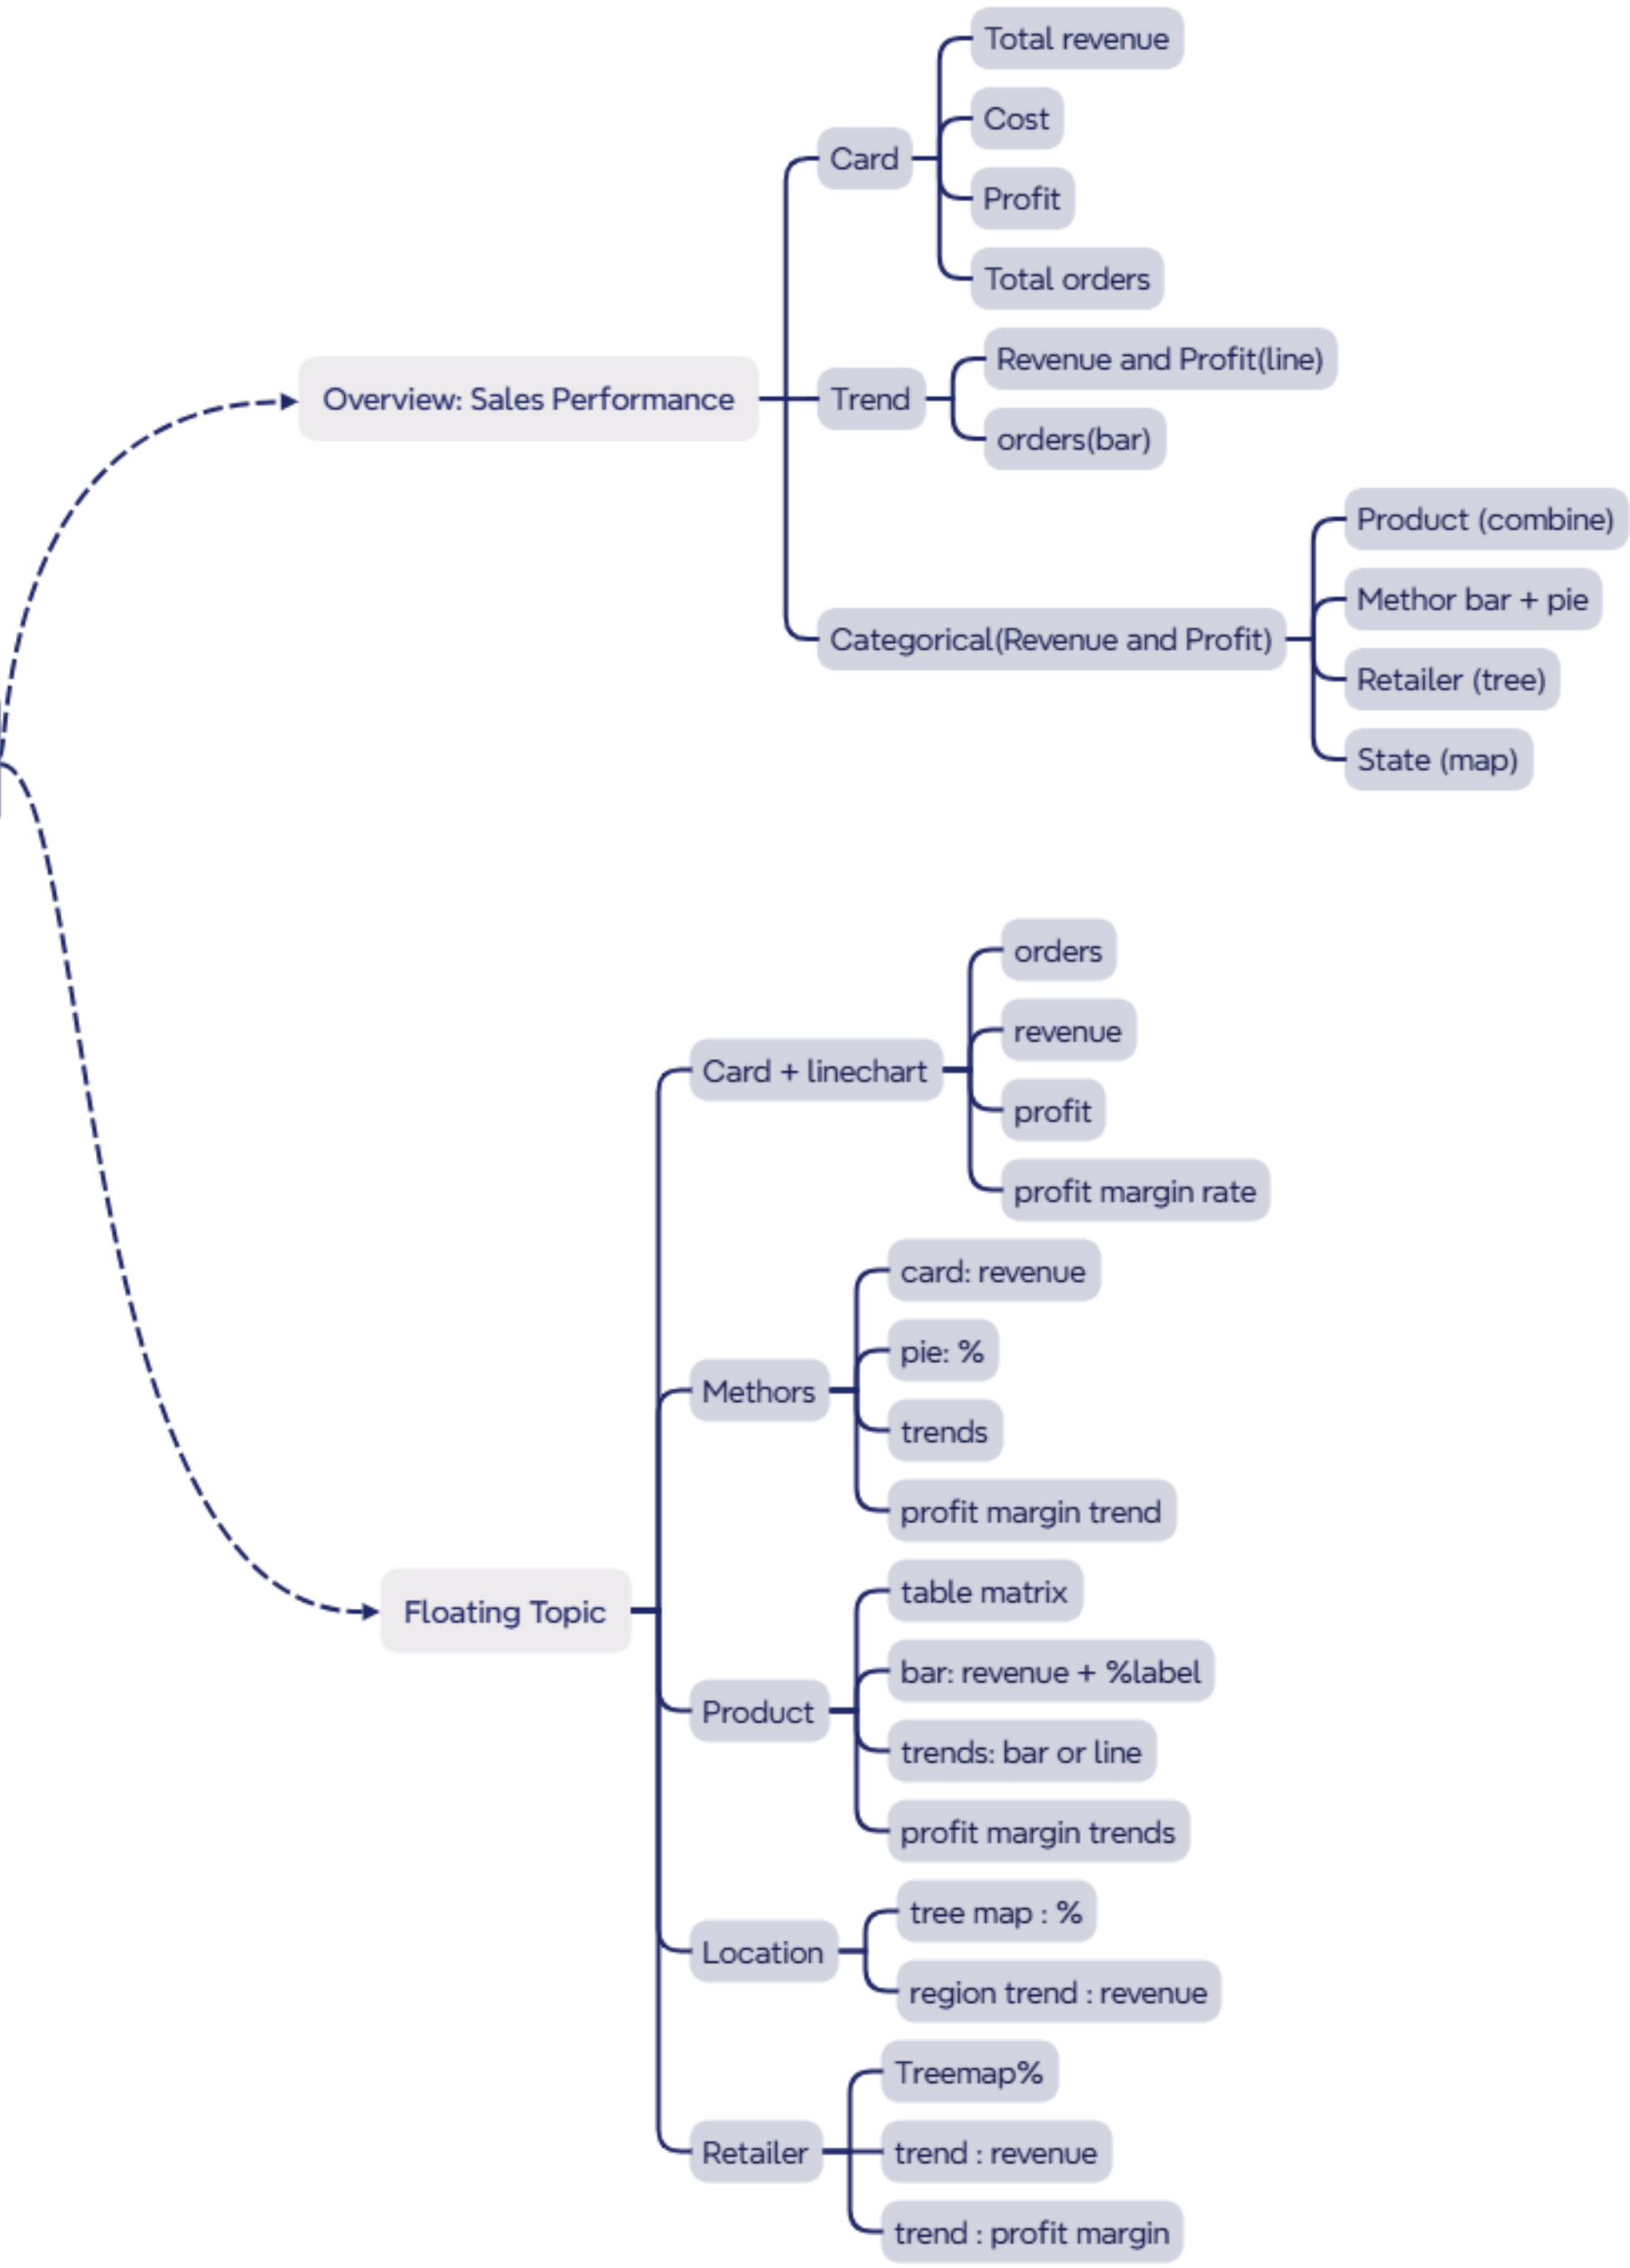 Total revenue
Cost
Card
Profit
Total orders
Revenue and Profit(line)
Overview: Sales Performance
Trend
orders(bar)
Product (combine)
Methor bar + pie
Categorical(Revenue and Profit)
Retailer (tree)
State (map)
orders
revenue
Card + linechart
profit
profit margin rate
card: revenue
pie: %
Methors
trends
profit margin trend
table matrix
Floating Topic
bar: revenue + %label
Product
trends: bar or line
profit margin trends
tree map : %
Location
region trend : revenue
Treemap%
Retailer
trend : revenue
trend : profit margin